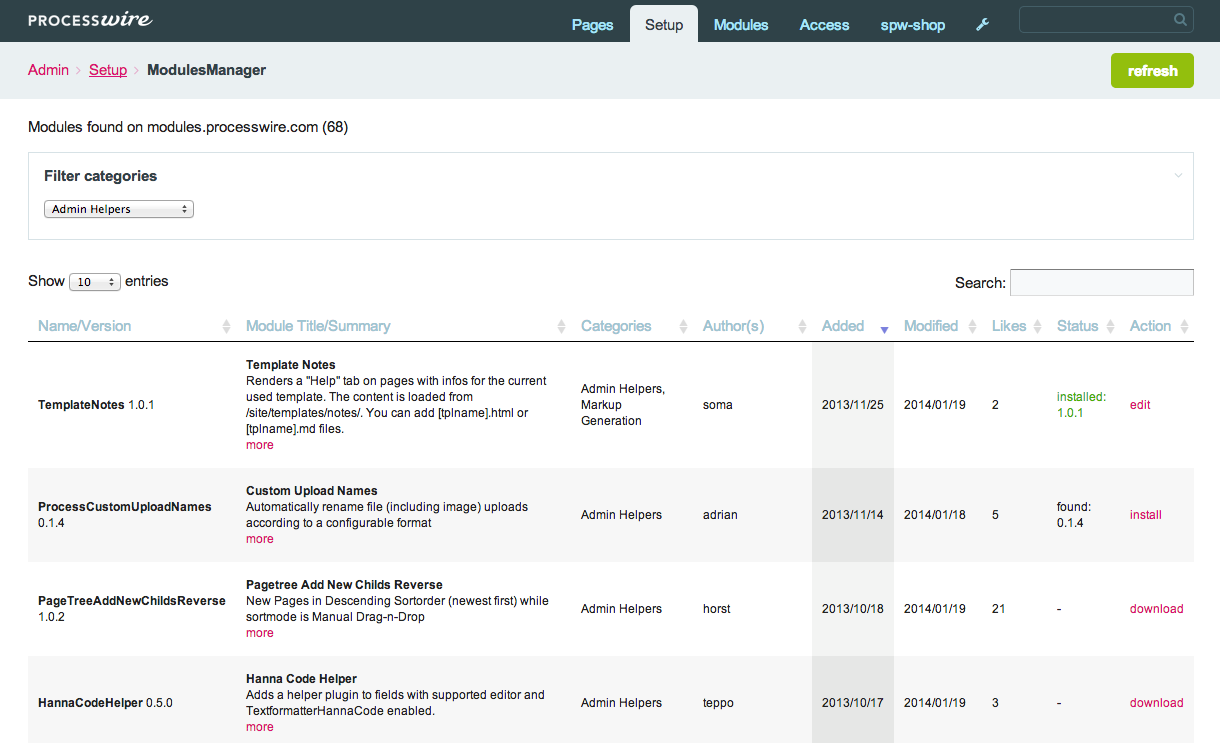 PROCESSwire
Pages Setup Modules Access spw-shop
Admin Setup ModulesManager
refresh
Modules found on modules.processwire.com (68)
Filter categories
Admin Helpers
Show 10 entries
Search:
Name/Version Module Title/Summary Categories Author(s) Added Modified Likes Status Action
TemplateNotes 1.0.1
Template Notes
Renders a "Help" tab on pages with infos for the current
used template. The content is loaded from
/site/templates/notes/. You can add [tplname].html or
[tplname].md files.
more
Admin Helpers,
Markup
Generation
soma
2013/11/25
2014/01/19
2
installed:
1.0.1
edit
ProcessCustomUploadNames
0.1.4
Custom Upload Names
Automatically rename file (including image) uploads
according to a configurable format
more
Admin Helpers
adrian
2013/11/14
2014/01/18
5
found:
0.1.4
install
PageTreeAddNewChildsReverse
1.0.2
Pagetree Add New Childs Reverse
New Pages in Descending Sortorder (newest first) while
sortmode is Manual Drag-n-Drop
more
Admin Helpers
horst
2013/10/18
2014/01/19
21
-
download
HannaCodeHelper 0.5.0
Hanna Code Helper
Adds a helper plugin to fields with supported editor and
TextformatterHannaCode enabled.
more
Admin Helpers
teppo
2013/10/17
2014/01/19
3
-
download